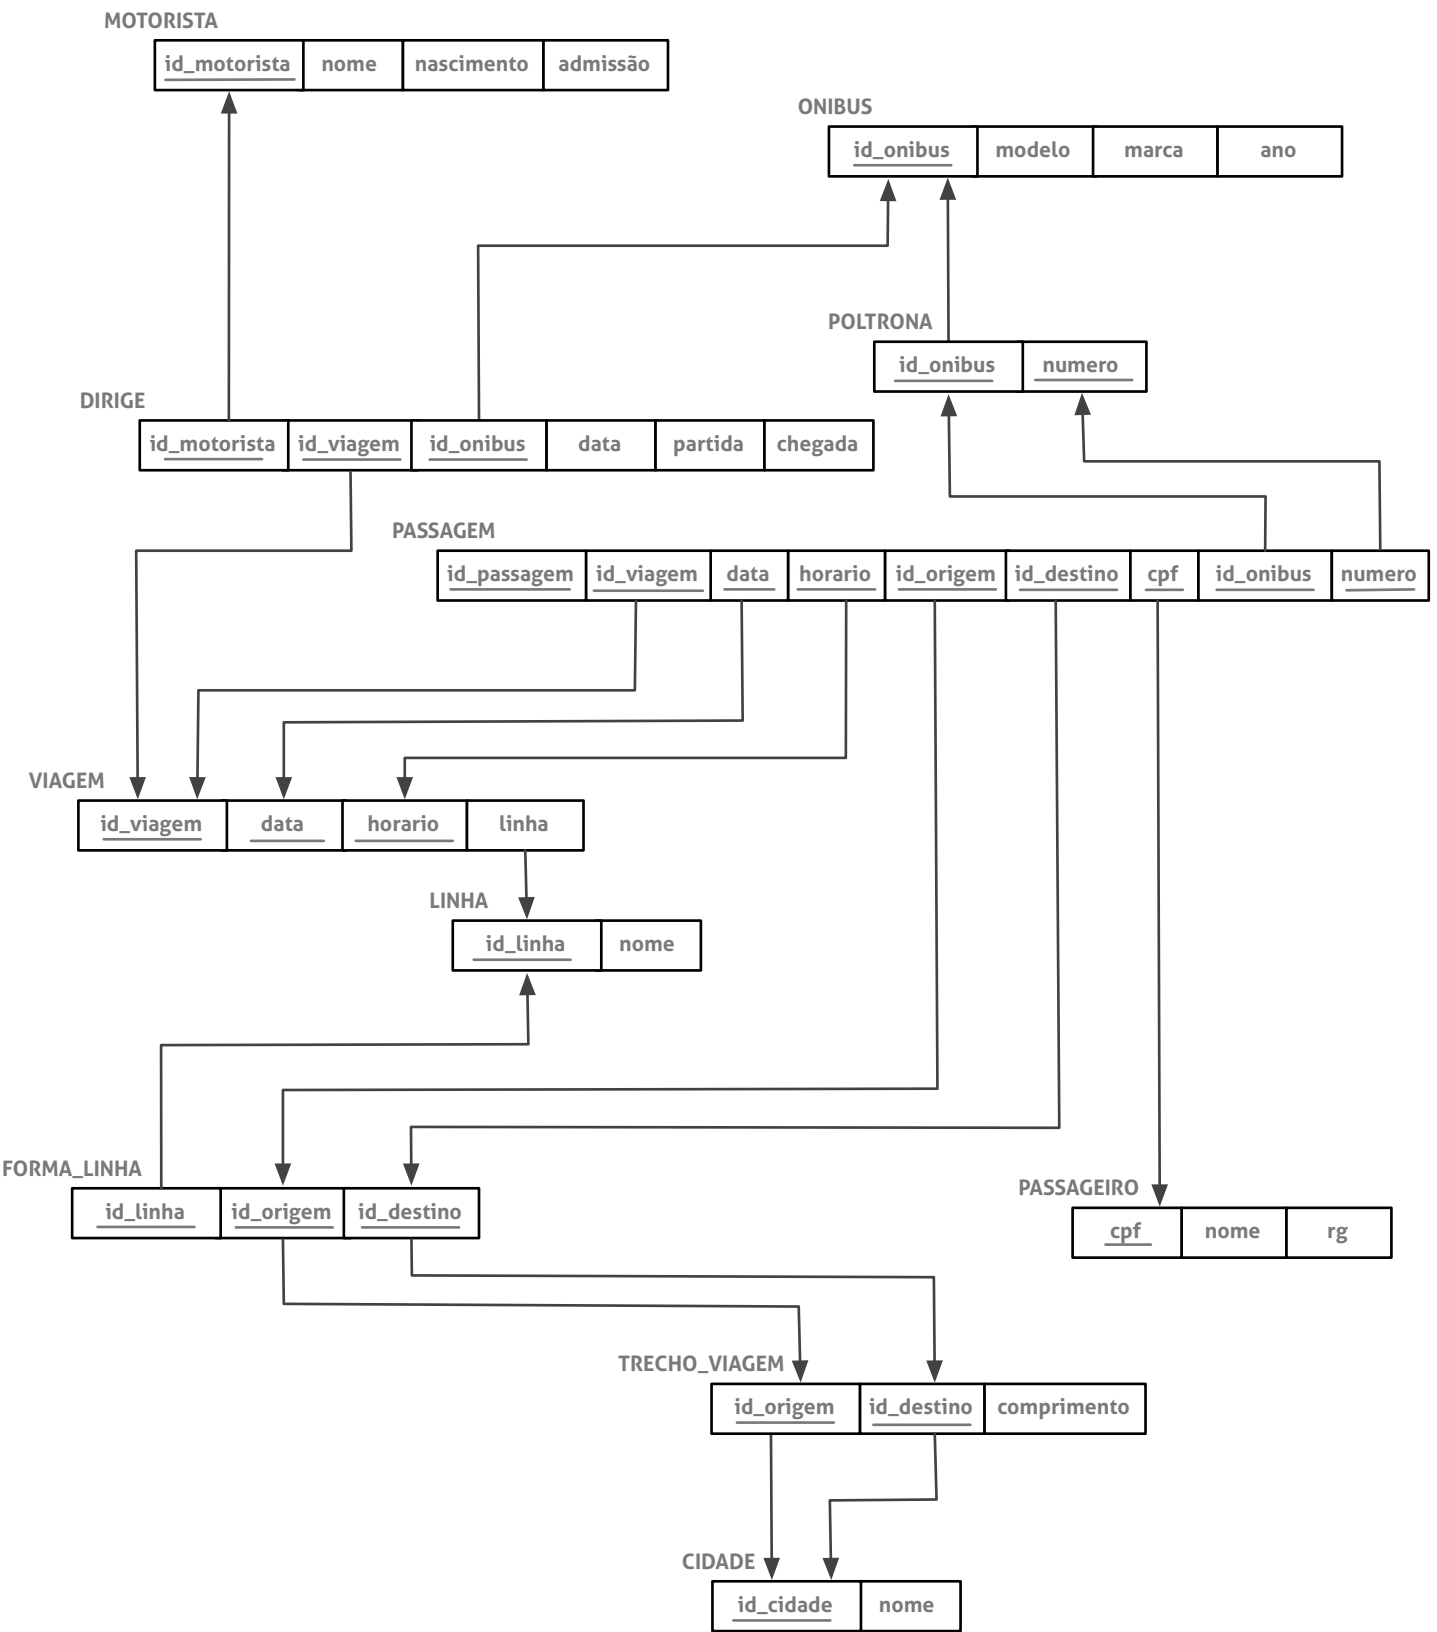 MOTORISTA
id_motorista nome nascimento admissão
ONIBUS
id_onibus modelo marca ano
POLTRONA
id_onibus numero
DIRIGE
id_motorista id_viagem id_onibus data partida chegada
PASSAGEM
id_passagem id_viagem data horario id_origem id_destino cpf id_onibus numero
VIAGEM
id_viagem data horario linha
LINHA
id_linha nome
FORMA_LINHA
id_linha id_origem id_destino
PASSAGEIRO
cpf nome rg
TRECHO_VIAGEM
id_origem id_destino comprimento
CIDADE
id_cidade nome